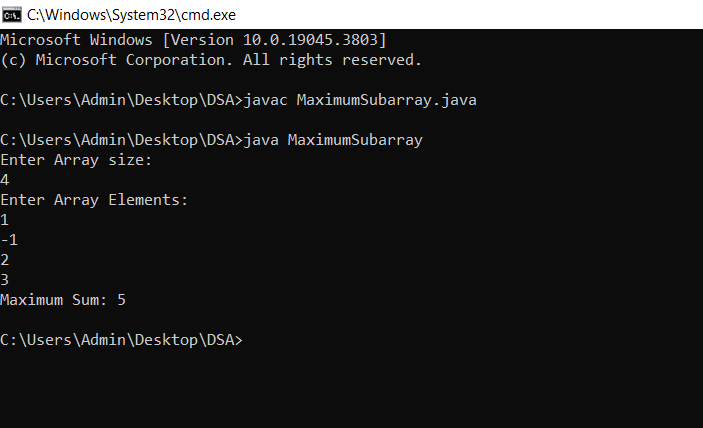 C:\Windows\System32\cmd.exe
Microsoft Windows [Version 10.0.19045.3803]
(c) Microsoft Corporation. All rights reserved.
C:\Users\Admin\Desktop\DSA>javac MaximumSubarray.java
C:\Users\Admin\Desktop\DSA>java MaximumSubarray
Enter Array size:
4
Enter Array Elements:
1
-1
2
3
Maximum Sum: 5
C:\Users\Admin\Desktop\DSA>